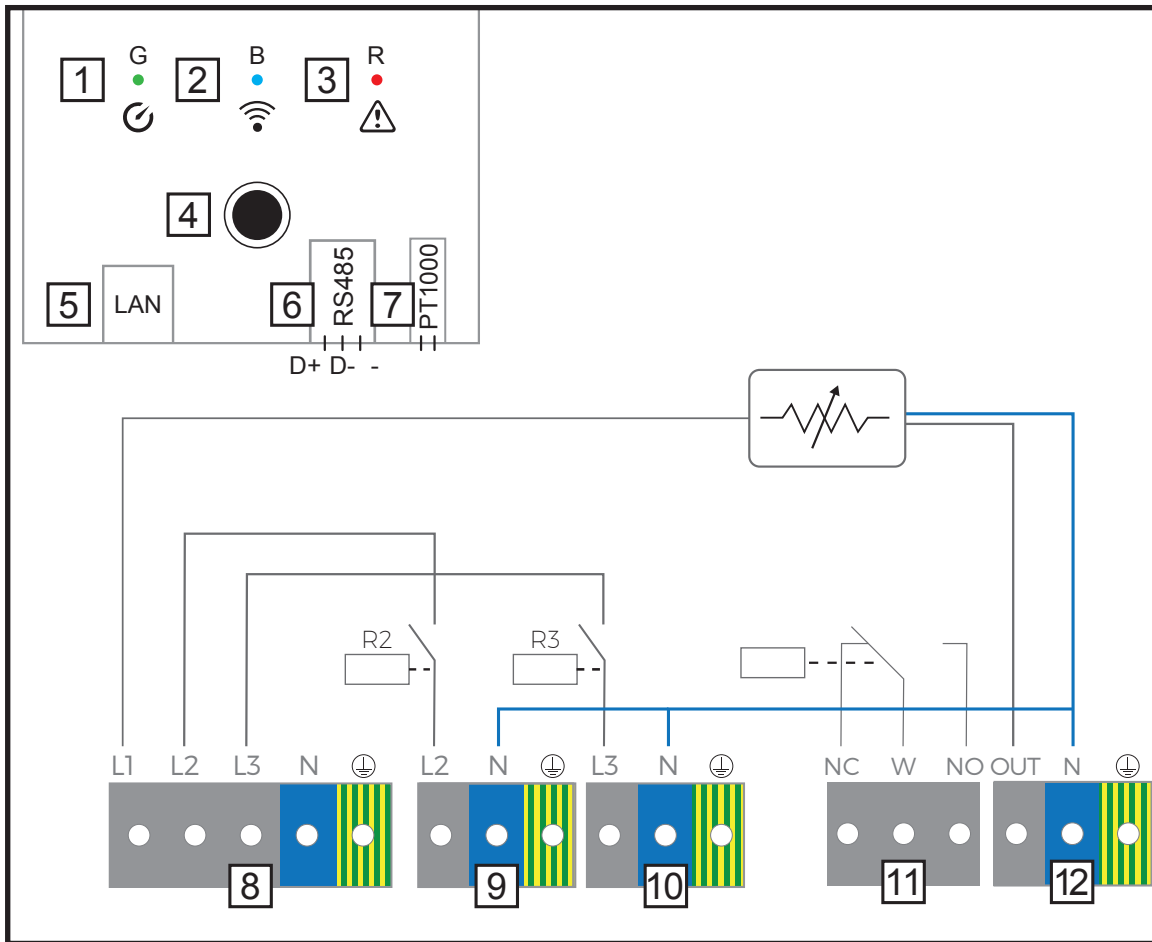 G B R
1 2 3
4
5 LAN 6 RS485 7 PT1000
D+ D- -
R2 R3
L1 L2 L3 N L2 N L3 N NC W NO OUT N
8 9 10 11 12